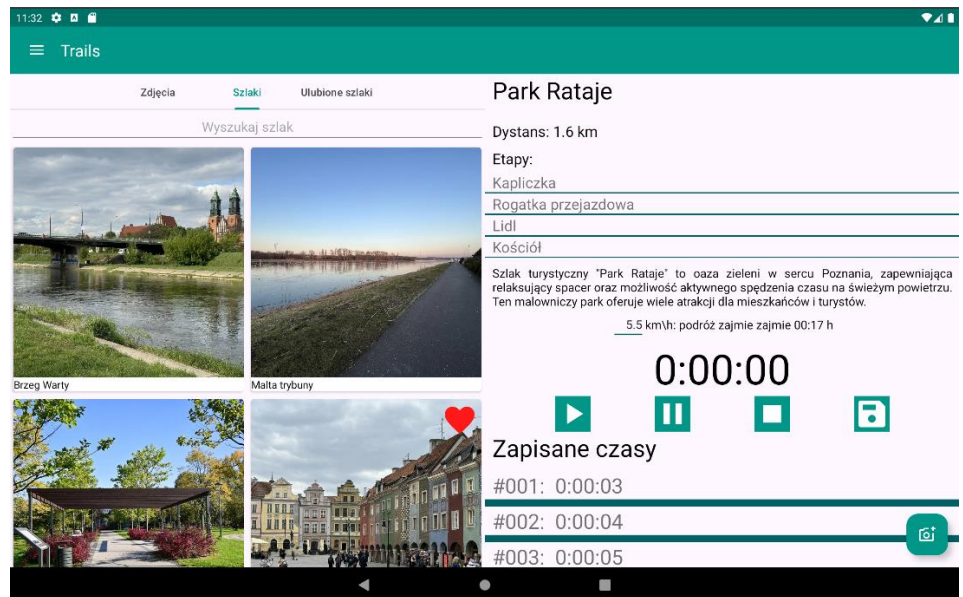 11:32
Trails
Zdjęcia
Szlaki
Ulubione szlaki
Wyszukaj szlak
Brzeg Warty
Malta trybuny
Park Rataje
Dystans: 1.6 km
Etapy:
Kapliczka
Rogatka przejazdowa
Lidl
Kościół
Szlak turystyczny "Park Rataje" to oaza zieleni w sercu Poznania, zapewniająca
relaksujący spacer oraz możliwość aktywnego spędzenia czasu na świeżym powietrzu.
Ten malowniczy park oferuje wiele atrakcji dla mieszkańców i turystów.
5.5 km\h: podróż zajmie zajmie 00:17 h
0:00:00
Zapisane czasy
#001: 0:00:03
#002: 0:00:04
#003: 0:00:05